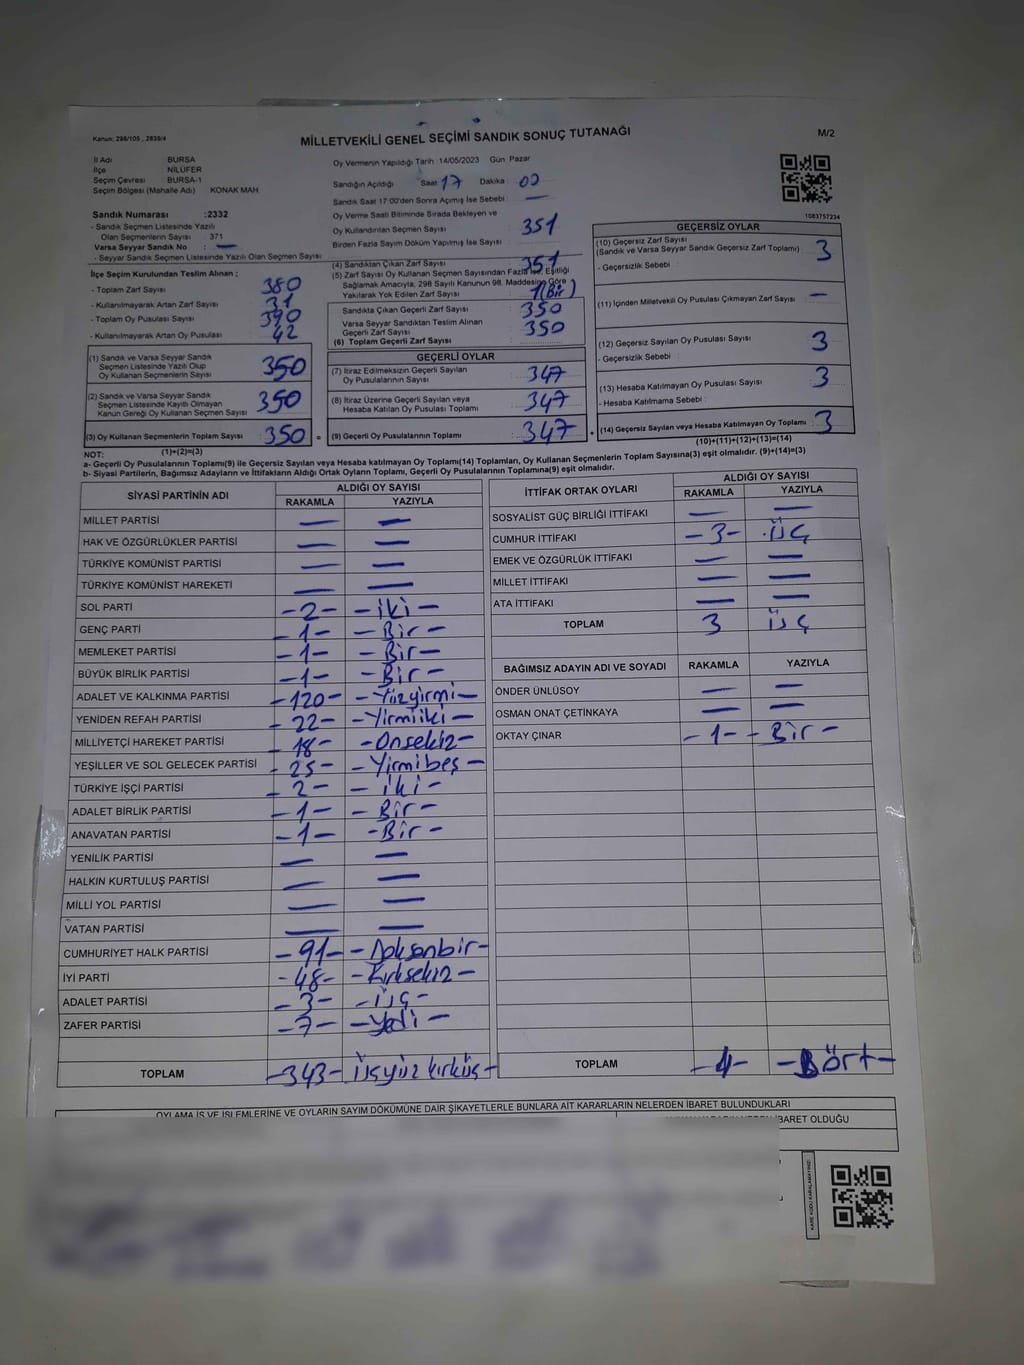 Kanun: 298/105 , 2839/4
MİLLETVEKİLİ GENEL SEÇİMİ SANDIK SONUÇ TUTANAĞI
M/2
İl Adı BURSA
İlçe NİLÜFER
Seçim Çevresi BURSA-1
Seçim Bölgesi (Mahalle Adı) KONAK MAH
Sandık Numarası :2332
- Sandık Seçmen Listesinde Yazılı
Olan Seçmenlerin Sayısı 371
Varsa Seyyar Sandık No : —
- Seyyar Sandık Seçmen Listesinde Yazılı Olan Seçmen Sayısı
İlçe Seçim Kurulundan Teslim Alınan :
- Toplam Zarf Sayısı : 380
- Kullanılmayarak Artan Zarf Sayısı : 31
- Toplam Oy Pusulası Sayısı : 390
- Kullanılmayarak Artan Oy Pusulası : 42
(1) Sandık ve Varsa Seyyar Sandık
Seçmen Listesinde Yazılı Olup
Oy Kullanan Seçmenlerin Sayısı 350
(2) Sandık ve Varsa Seyyar Sandık
Seçmen Listesinde Kayıtlı Olmayan
Kanun Gereği Oy Kullanan Seçmen Sayısı 350
(3) Oy Kullanan Seçmenlerin Toplam Sayısı 350 =
Oy Vermenin Yapıldığı Tarih 14/05/2023 Gün Pazar
Sandığın Açıldığı Saat 17 Dakika : 02
Sandık Saat 17:00'den Sonra Açmış İse Sebebi : —
Oy Verme Saati Bitiminde Sırada Bekleyen ve
Oy Kullandırılan Seçmen Sayısı 351
Birden Fazla Sayım Döküm Yapılmış İse Sayısı :
(4) Sandıktan Çıkan Zarf Sayısı 351
(5) Zarf Sayısı Oy Kullanan Seçmen Sayısından Fazla İse, Eşitliği
Sağlamak Amacıyla, 298 Sayılı Kanunun 98. Maddesine Göre
Yakılarak Yok Edilen Zarf Sayısı : 1(Bir)
Sandıkta Çıkan Geçerli Zarf Sayısı : 350
Varsa Seyyar Sandıktan Teslim Alınan
Geçerli Zarf Sayısı : 350
(6) Toplam Geçerli Zarf Sayısı :
GEÇERLİ OYLAR
(7) İtiraz Edilmeksizin Geçerli Sayılan
Oy Pusulalarının Sayısı : 347
(8) İtiraz Üzerine Geçerli Sayılan veya
Hesaba Katılan Oy Pusulası Toplamı : 347
(9) Geçerli Oy Pusulalarının Toplamı : 347 +
1083757234
GEÇERSİZ OYLAR
(10) Geçersiz Zarf Sayısı
(Sandık ve Varsa Seyyar Sandık Geçersiz Zarf Toplamı) : 3
- Geçersizlik Sebebi :
(11) İçinden Milletvekili Oy Pusulası Çıkmayan Zarf Sayısı : —
(12) Geçersiz Sayılan Oy Pusulası Sayısı : 3
- Geçersizlik Sebebi :
(13) Hesaba Katılmayan Oy Pusulası Sayısı : 3
- Hesaba Katılmama Sebebi :
(14) Geçersiz Sayılan veya Hesaba Katılmayan Oy Toplamı : 3
(10)+(11)+(12)+(13)=(14)
NOT: (1)+(2)=(3)
a- Geçerli Oy Pusulalarının Toplamı(9) ile Geçersiz Sayılan veya Hesaba katılmayan Oy Toplamı(14) Toplamları, Oy Kullanan Seçmenlerin Toplam Sayısına(3) eşit olmalıdır. (9)+(14)=(3)
b- Siyasi Partilerin, Bağımsız Adayların ve İttifakların Aldığı Ortak Oyların Toplamı, Geçerli Oy Pusulalarının Toplamına(9) eşit olmalıdır.
SİYASİ PARTİNİN ADI ALDIĞI OY SAYISI
RAKAMLA YAZIYLA
MİLLET PARTİSİ — —
HAK VE ÖZGÜRLÜKLER PARTİSİ — —
TÜRKİYE KOMÜNİST PARTİSİ — —
TÜRKİYE KOMÜNİST HAREKETİ — —
SOL PARTİ -2- -iki-
GENÇ PARTİ -1- -Bir-
MEMLEKET PARTİSİ -1- -Bir-
BÜYÜK BİRLİK PARTİSİ -1- -Bir-
ADALET VE KALKINMA PARTİSİ -120- -Yüzyirmi-
YENİDEN REFAH PARTİSİ -22- -Yirmiiki-
MİLLİYETÇİ HAREKET PARTİSİ -18- -Onsekiz-
YEŞİLLER VE SOL GELECEK PARTİSİ -25- -Yirmibeş-
TÜRKİYE İŞÇİ PARTİSİ -2- -iki-
ADALET BİRLİK PARTİSİ -1- -Bir-
ANAVATAN PARTİSİ -1- -Bir-
YENİLİK PARTİSİ — —
HALKIN KURTULUŞ PARTİSİ — —
MİLLİ YOL PARTİSİ — —
VATAN PARTİSİ — —
CUMHURİYET HALK PARTİSİ -91- -Doksanbir-
İYİ PARTİ -48- -Kırksekiz-
ADALET PARTİSİ -3- -üç-
ZAFER PARTİSİ -7- -Yedi-
TOPLAM -343- üçyüz kırküç-
İTTİFAK ORTAK OYLARI ALDIĞI OY SAYISI
RAKAMLA YAZIYLA
SOSYALİST GÜÇ BİRLİĞİ İTTİFAKI — —
CUMHUR İTTİFAKI -3- üç
EMEK VE ÖZGÜRLÜK İTTİFAKI — —
MİLLET İTTİFAKI — —
ATA İTTİFAKI — —
TOPLAM 3 üç
BAĞIMSIZ ADAYIN ADI VE SOYADI RAKAMLA YAZIYLA
ÖNDER ÜNLÜSOY — —
OSMAN ONAT ÇETİNKAYA — —
OKTAY ÇINAR -1- -Bir-
TOPLAM -4- -Dört-
OYLAMA İŞ VE İŞLEMLERİNE VE OYLARIN SAYIM DÖKÜMÜNE DAİR ŞİKAYETLERLE BUNLARA AİT KARARLARIN NELERDEN İBARET BULUNDUKLARI
İBARET OLDUĞU
KARE KODU KARALAMAYINIZ!